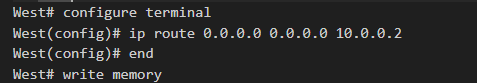 West# configure terminal
West(config)# ip route 0.0.0.0 0.0.0.0 10.0.0.2
West(config)# end
West# write memory